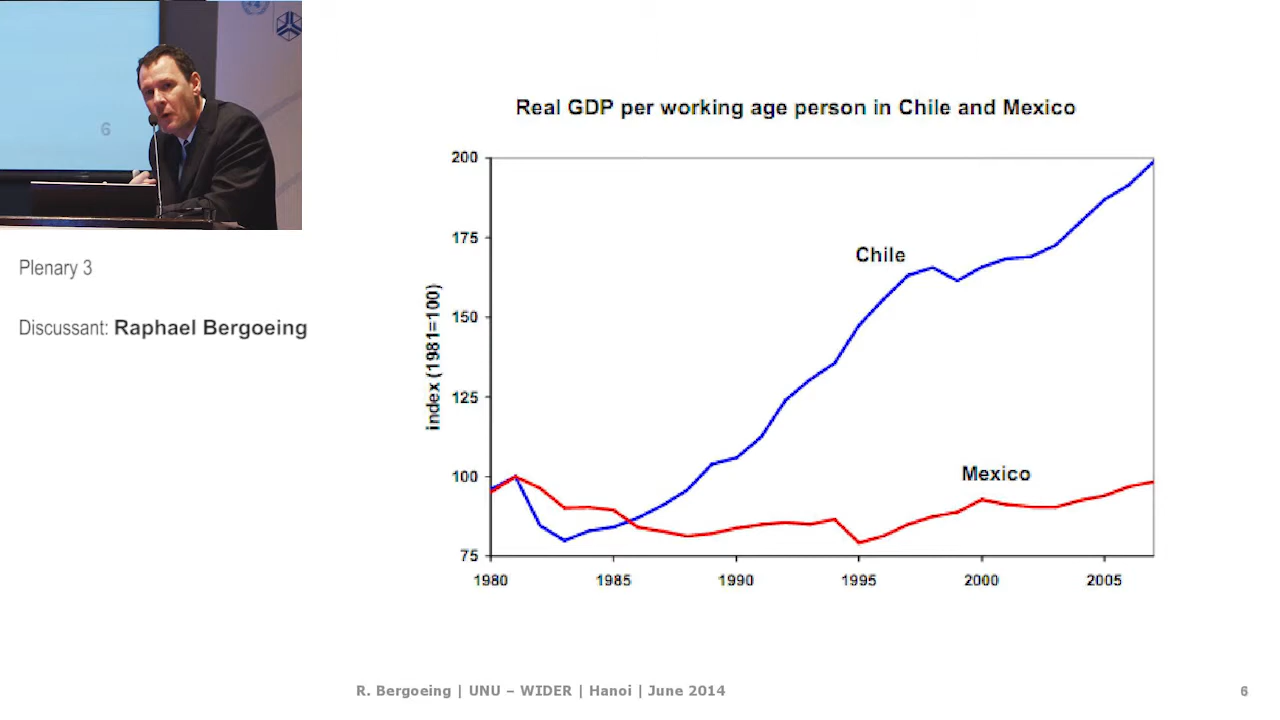 6
Plenary 3
Discussant: Raphael Bergoeing
Real GDP per working age person in Chile and Mexico
index (1981=100)
200
175
150
125
100
75
Chile
Mexico
1980 1985 1990 1995 2000 2005
R. Bergoeing | UNU – WIDER | Hanoi | June 2014
6